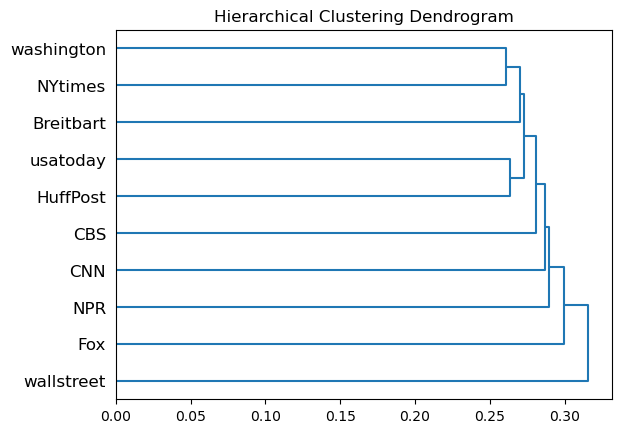 Hierarchical Clustering Dendrogram
washington
NYtimes
Breitbart
usatoday
HuffPost
CBS
CNN
NPR
Fox
wallstreet
0.00 0.05 0.10 0.15 0.20 0.25 0.30